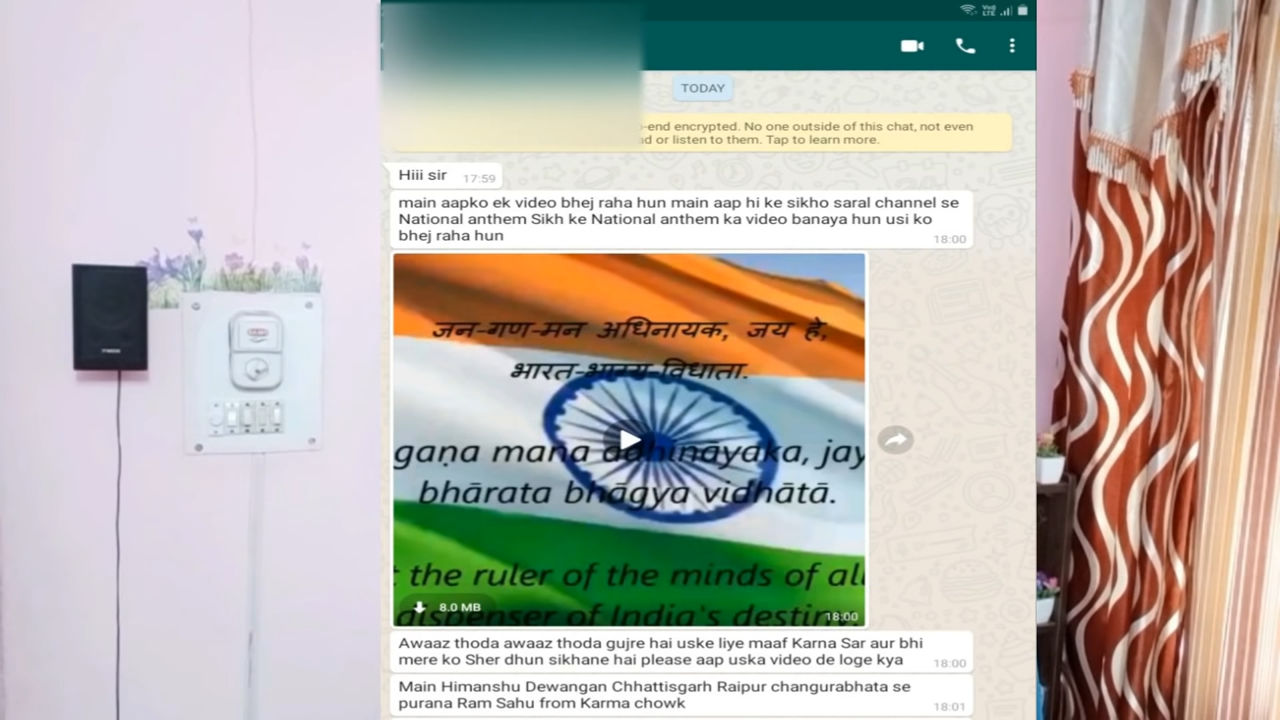 TODAY
-end encrypted. No one outside of this chat, not even
d or listen to them. Tap to learn more.
Hiii sir 17:59
main aapko ek video bhej raha hun main aap hi ke sikho saral channel se
National anthem Sikh ke National anthem ka video banaya hun usi ko
bhej raha hun 18:00
जन-गण-मन अधिनायक, जय हे,
भारत-भाग्य-विधाता.
gaṇa mana adhināyaka, jay
bhārata bhāgya vidhātā.
the ruler of the minds of al
dispenser of India's destiny
8.0 MB 18:00
Awaaz thoda awaaz thoda gujre hai uske liye maaf Karna Sar aur bhi
mere ko Sher dhun sikhane hai please aap uska video de loge kya 18:00
Main Himanshu Dewangan Chhattisgarh Raipur changurabhata se
purana Ram Sahu from Karma chowk 18:01